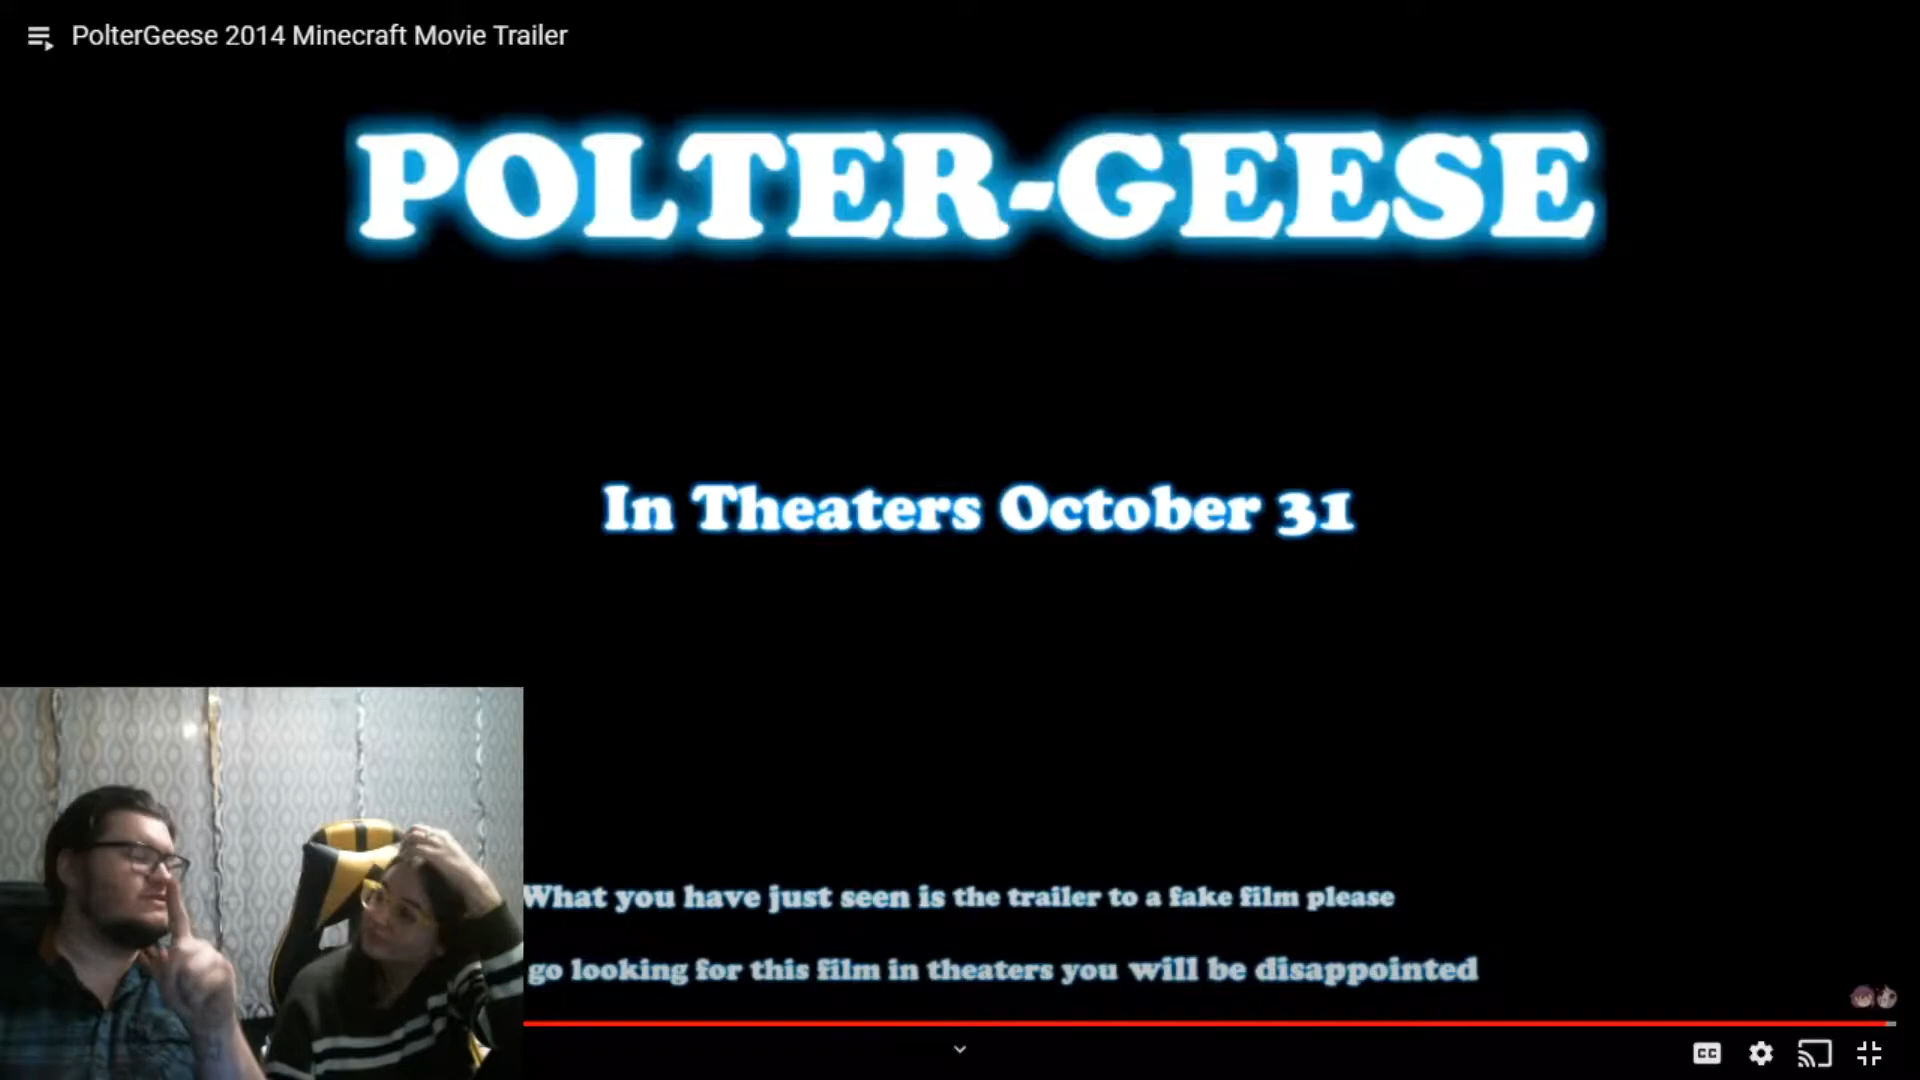 PolterGeese 2014 Minecraft Movie Trailer
POLTER-GEESE
In Theaters October 31
What you have just seen is the trailer to a fake film please
go looking for this film in theaters you will be disappointed
CC